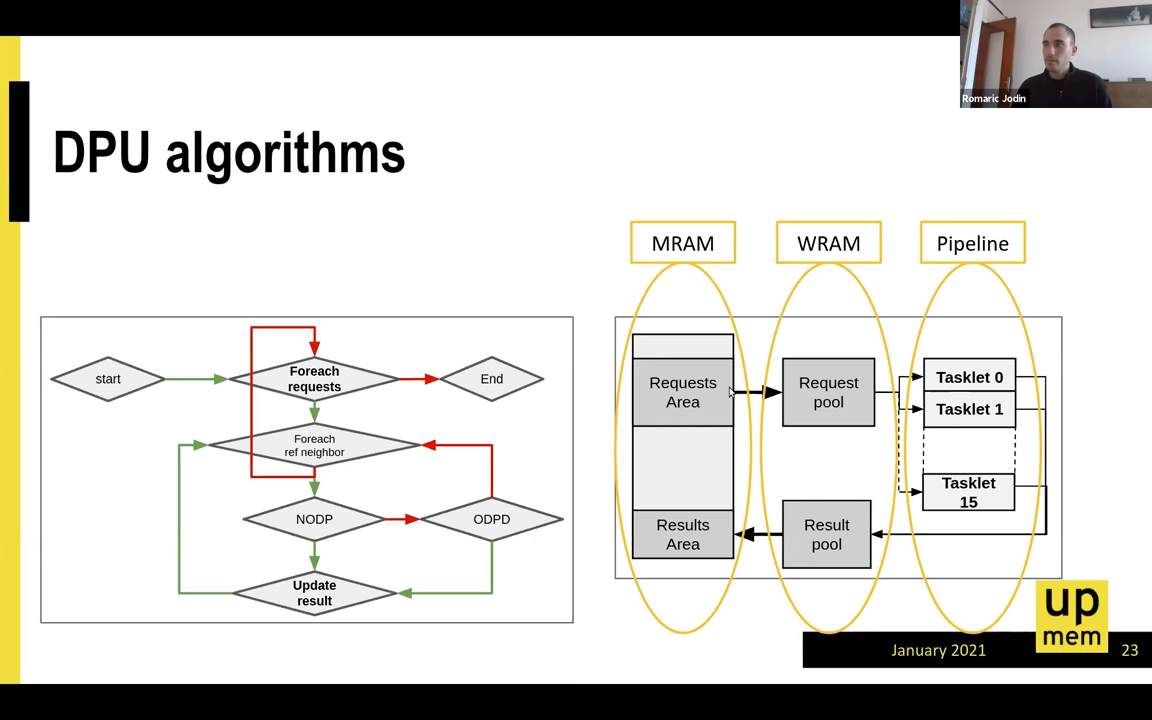 Romaric Jodin
DPU algorithms
MRAM
WRAM
Pipeline
start
Foreach
requests
End
Foreach
ref neighbor
NODP
ODPD
Update
result
Requests
Area
Request
pool
Tasklet 0
Tasklet 1
Tasklet
15
Results
Area
Result
pool
up
mem
January 2021
23